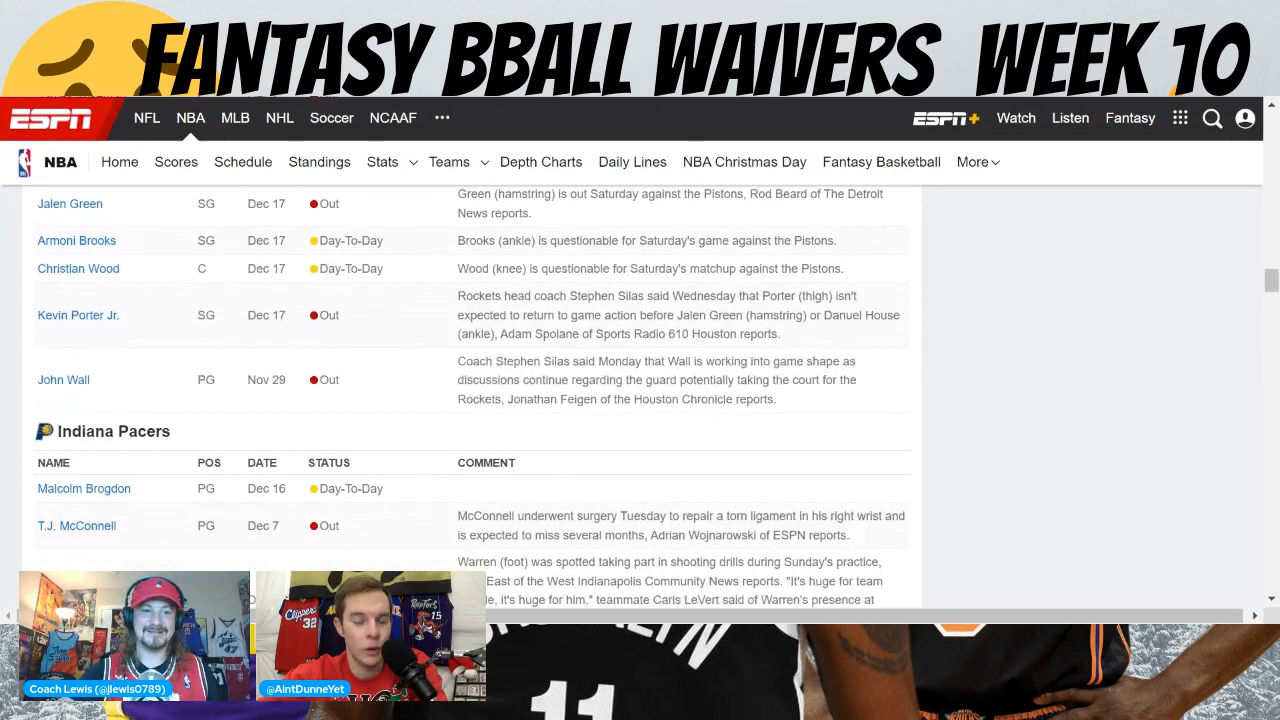 FANTASY BBALL WAIVERS WEEK 10
ESPN NFL NBA MLB NHL Soccer NCAAF ••• ESPN+ Watch Listen Fantasy
NBA Home Scores Schedule Standings Stats Teams Depth Charts Daily Lines NBA Christmas Day Fantasy Basketball More
Green (hamstring) is out Saturday against the Pistons, Rod Beard of The Detroit
Jalen Green SG Dec 17 Out
News reports.
Armoni Brooks SG Dec 17 Day-To-Day Brooks (ankle) is questionable for Saturday's game against the Pistons.
Christian Wood C Dec 17 Day-To-Day Wood (knee) is questionable for Saturday's matchup against the Pistons.
Rockets head coach Stephen Silas said Wednesday that Porter (thigh) isn't
Kevin Porter Jr. SG Dec 17 Out expected to return to game action before Jalen Green (hamstring) or Danuel House
(ankle), Adam Spolane of Sports Radio 610 Houston reports.
Coach Stephen Silas said Monday that Wall is working into game shape as
John Wall PG Nov 29 Out discussions continue regarding the guard potentially taking the court for the
Rockets, Jonathan Feigen of the Houston Chronicle reports.
Indiana Pacers
NAME POS DATE STATUS COMMENT
Malcolm Brogdon PG Dec 16 Day-To-Day
McConnell underwent surgery Tuesday to repair a torn ligament in his right wrist and
T.J. McConnell PG Dec 7 Out
is expected to miss several months, Adrian Wojnarowski of ESPN reports.
Warren (foot) was spotted taking part in shooting drills during Sunday's practice,
East of the West Indianapolis Community News reports. "It's huge for team
it's huge for him," teammate Caris LeVert said of Warren's presence at
CLIPPERS
32
RAPTORS
15
Coach Lewis (@jlewis0789) @AintDunneYet
11